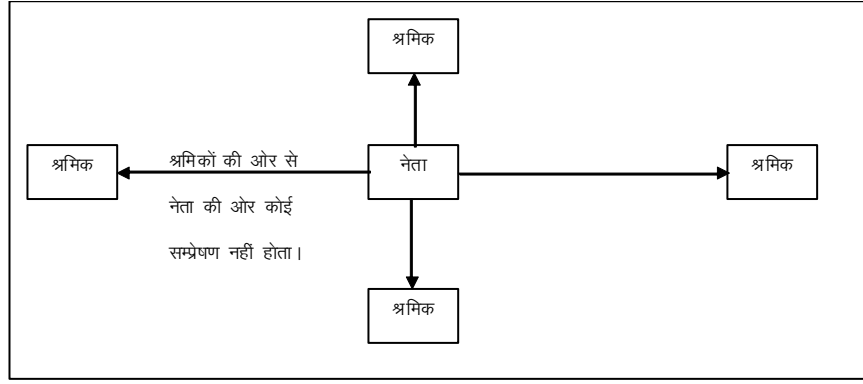 श्रमिक
श्रमिक
श्रमिकों की ओर से
नेता
श्रमिक
नेता की ओर कोई
सम्प्रेषण नहीं होता।
श्रमिक